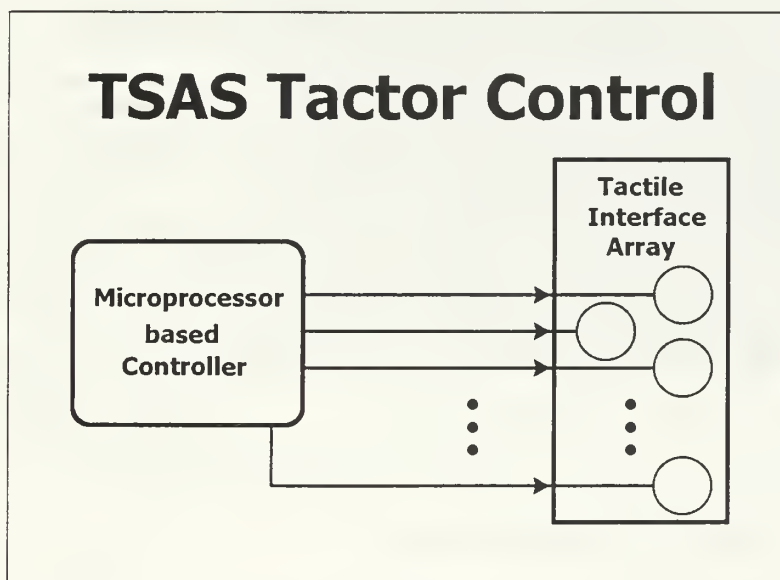 TSAS Tactor Control
Tactile
Interface
Array
Microprocessor
based
Controller